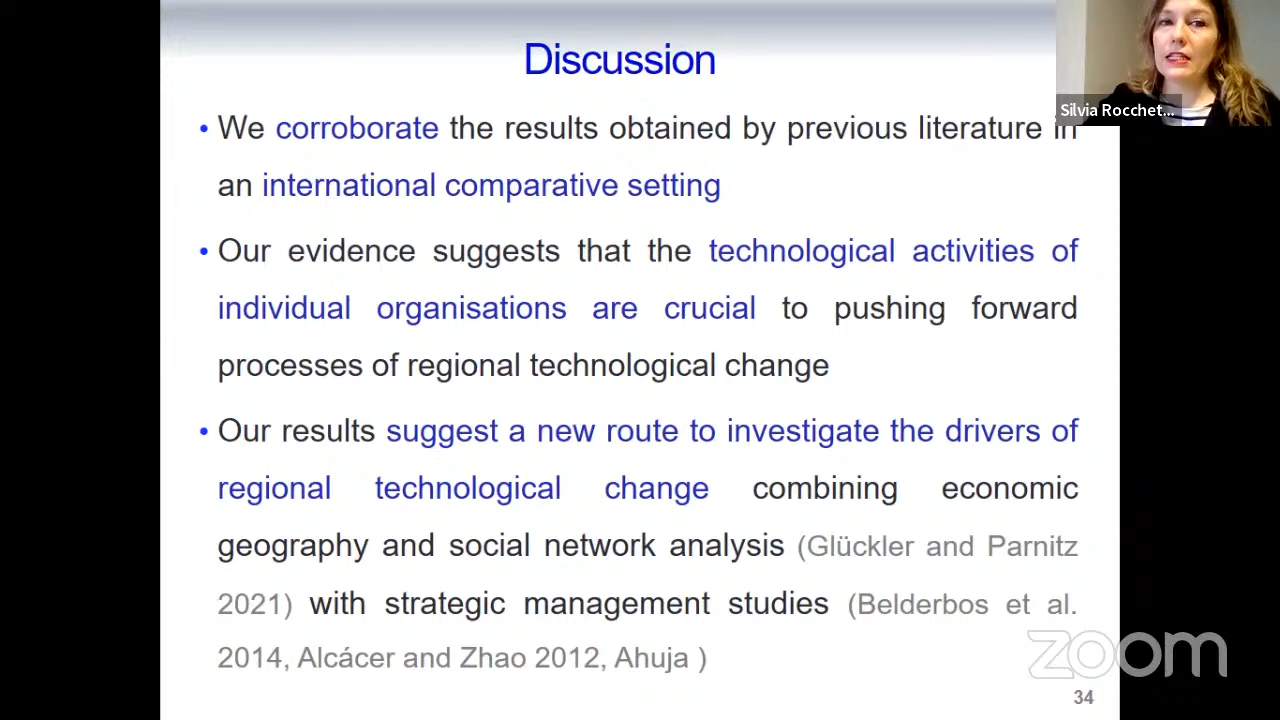 Discussion
Silvia Rocchet...
• We corroborate the results obtained by previous literature in
an international comparative setting
• Our evidence suggests that the technological activities of
individual organisations are crucial to pushing forward
processes of regional technological change
• Our results suggest a new route to investigate the drivers of
regional technological change combining economic
geography and social network analysis (Glückler and Parnitz
2021) with strategic management studies (Belderbos et al.
2014, Alcácer and Zhao 2012, Ahuja )
zoom
34